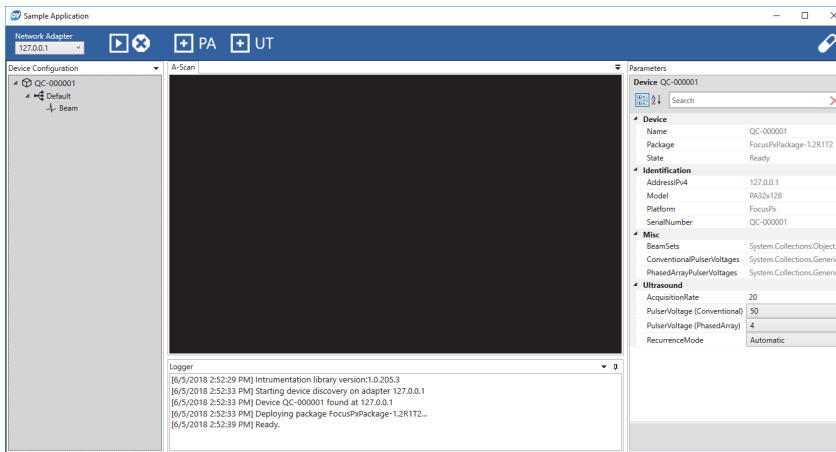 Sample Application
Network Adapter
127.0.0.1
PA
UT
Device Configuration
QC-000001
Default
Beam
A-Scan
Logger
[6/5/2018 2:52:29 PM] Intrumentation library version:1.0.205.3
[6/5/2018 2:52:33 PM] Starting device discovery on adapter 127.0.0.1
[6/5/2018 2:52:33 PM] Device QC-000001 found at 127.0.0.1
[6/5/2018 2:52:33 PM] Deploying package FocusPxPackage-1.2R1T2...
[6/5/2018 2:52:39 PM] Ready.
Parameters
Device QC-000001
Search
Device
Name QC-000001
Package FocusPxPackage-1.2R1T2
State Ready
Identification
AddressIPv4 127.0.0.1
Model PA32x128
Platform FocusPx
SerialNumber QC-000001
Misc
BeamSets System.Collections.Object
ConventionalPulserVoltages System.Collections.Generi
PhasedArrayPulserVoltages System.Collections.Generi
Ultrasound
AcquisitionRate 20
PulserVoltage (Conventional) 50
PulserVoltage (PhasedArray) 4
RecurrenceMode Automatic